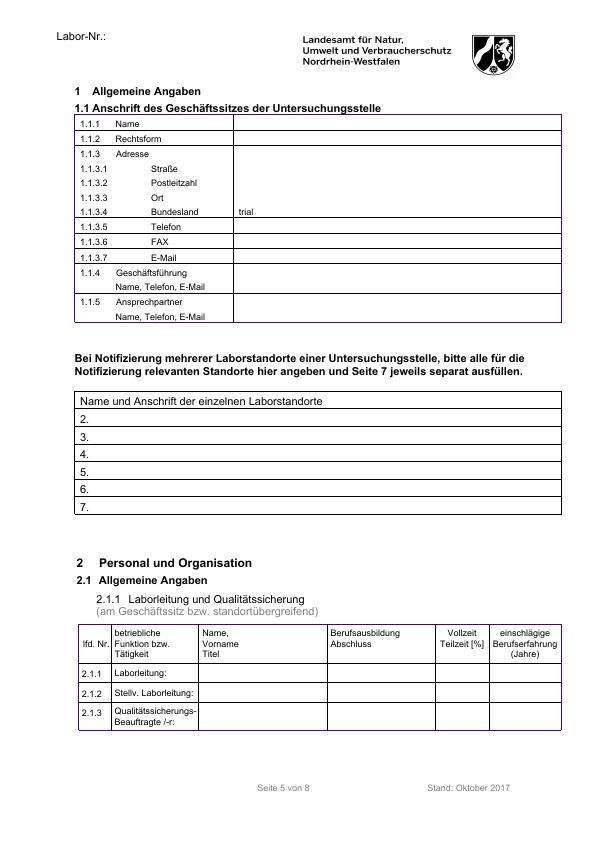 Labor-Nr.:
Landesamt für Natur,
Umwelt und Verbraucherschutz
Nordrhein-Westfalen
1 Allgemeine Angaben
1.1 Anschrift des Geschäftssitzes der Untersuchungsstelle
1.1.1 Name
1.1.2 Rechtsform
1.1.3 Adresse
1.1.3.1 Straße
1.1.3.2 Postleitzahl
1.1.3.3 Ort
1.1.3.4 Bundesland trial
1.1.3.5 Telefon
1.1.3.6 FAX
1.1.3.7 E-Mail
1.1.4 Geschäftsführung
Name, Telefon, E-Mail
1.1.5 Ansprechpartner
Name, Telefon, E-Mail
Bei Notifizierung mehrerer Laborstandorte einer Untersuchungsstelle, bitte alle für die
Notifizierung relevanten Standorte hier angeben und Seite 7 jeweils separat ausfüllen.
Name und Anschrift der einzelnen Laborstandorte
2.
3.
4.
5.
6.
7.
2 Personal und Organisation
2.1 Allgemeine Angaben
2.1.1 Laborleitung und Qualitätssicherung
(am Geschäftssitz bzw. standortübergreifend)
lfd. Nr. betriebliche Funktion bzw. Tätigkeit Name, Vorname Titel Berufsausbildung Abschluss Vollzeit Teilzeit [%] einschlägige Berufserfahrung (Jahre)
2.1.1 Laborleitung:
2.1.2 Stellv. Laborleitung:
2.1.3 Qualitätssicherungs-
Beauftragte /-r:
Seite 5 von 8 Stand: Oktober 2017